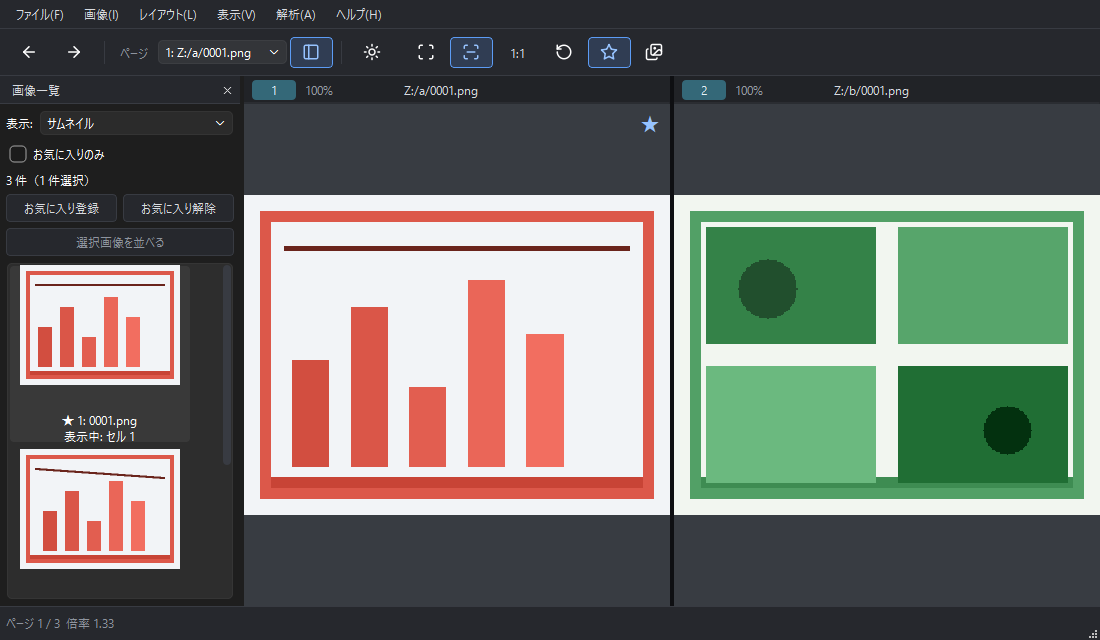 ファイル(F) 画像(I) レイアウト(L) 表示(V) 解析(A) ヘルプ(H)
ページ 1: Z:/a/0001.png 1:1
画像一覧
表示: サムネイル
お気に入りのみ
3 件（1 件選択）
お気に入り登録 お気に入り解除
選択画像を並べる
★ 1: 0001.png
表示中: セル 1
1 100% Z:/a/0001.png
2 100% Z:/b/0001.png
ページ 1 / 3 倍率 1.33